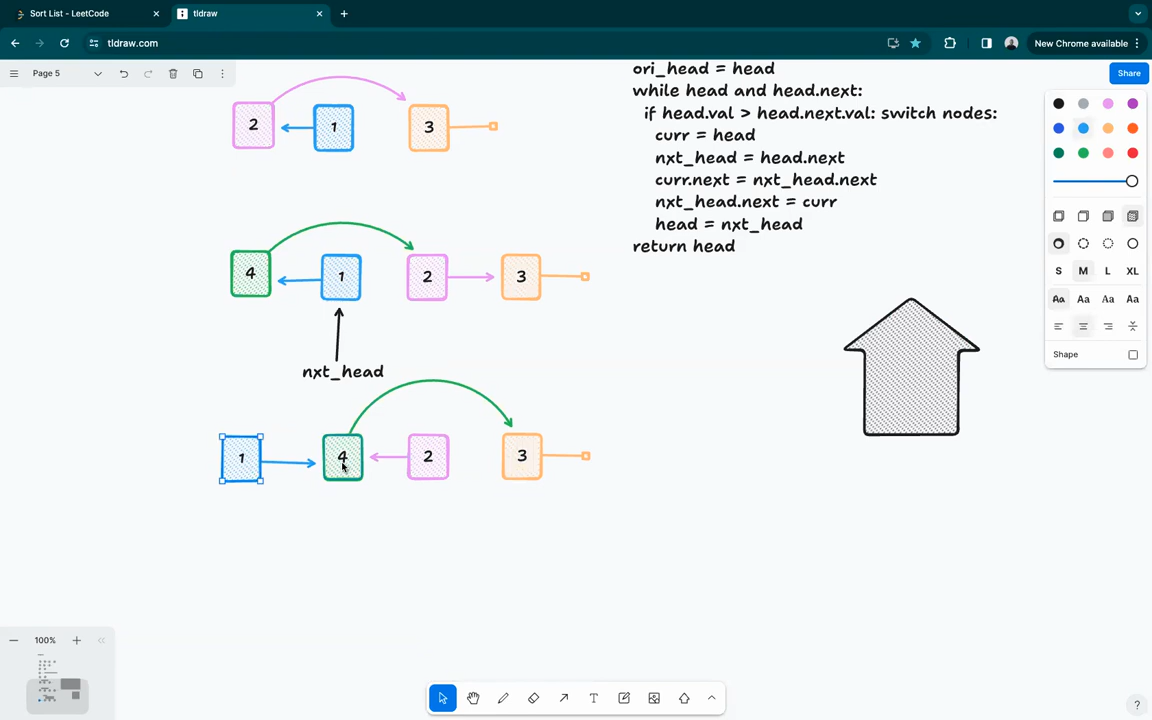 Sort List - LeetCode
tldraw
tldraw.com
New Chrome available
Page 5
Share
ori_head = head
while head and head.next:
if head.val > head.next.val: switch nodes:
curr = head
nxt_head = head.next
curr.next = nxt_head.next
nxt_head.next = curr
head = nxt_head
return head
2 1 3
4 1 2 3
nxt_head
1 4 2 3
S M L XL
Aa Aa Aa Aa
Shape
100%
T
?